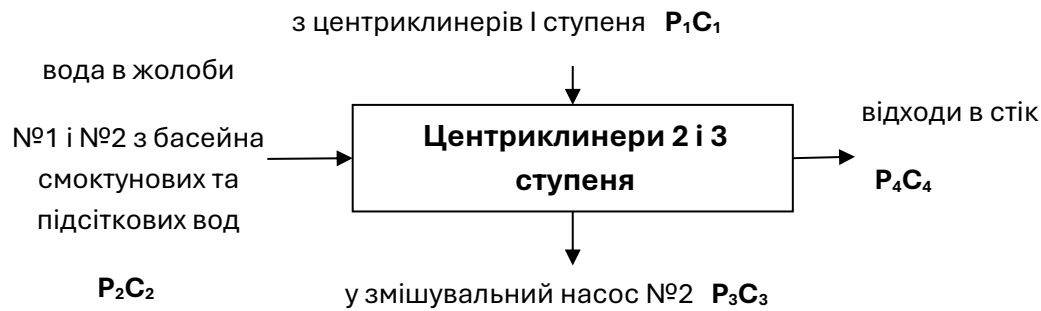 з центриклинерів І ступеня P₁C₁
вода в жолоби
№1 і №2 з басейна
смоктунових та
підсіткових вод
P₂C₂
Центриклинери 2 і 3
ступеня
відходи в стік
P₄C₄
у змішувальний насос №2 P₃C₃